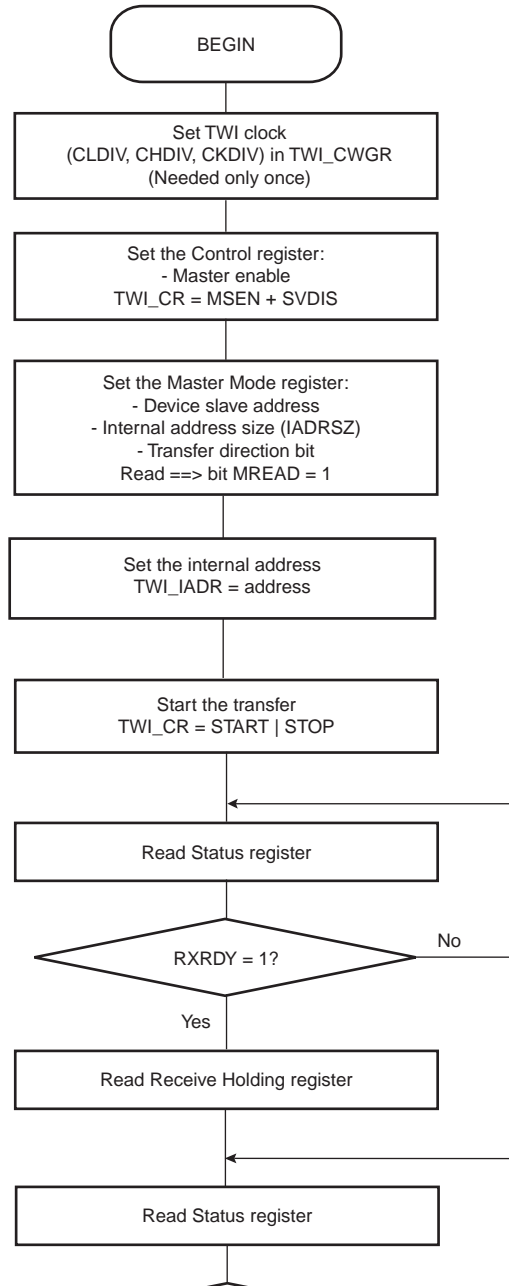 BEGIN
Set TWI clock
(CLDIV, CHDIV, CKDIV) in TWI_CWGR
(Needed only once)
Set the Control register:
- Master enable
TWI_CR = MSEN + SVDIS
Set the Master Mode register:
- Device slave address
- Internal address size (IADRSZ)
- Transfer direction bit
Read ==> bit MREAD = 1
Set the internal address
TWI_IADR = address
Start the transfer
TWI_CR = START | STOP
Read Status register
RXRDY = 1?
No
Yes
Read Receive Holding register
Read Status register